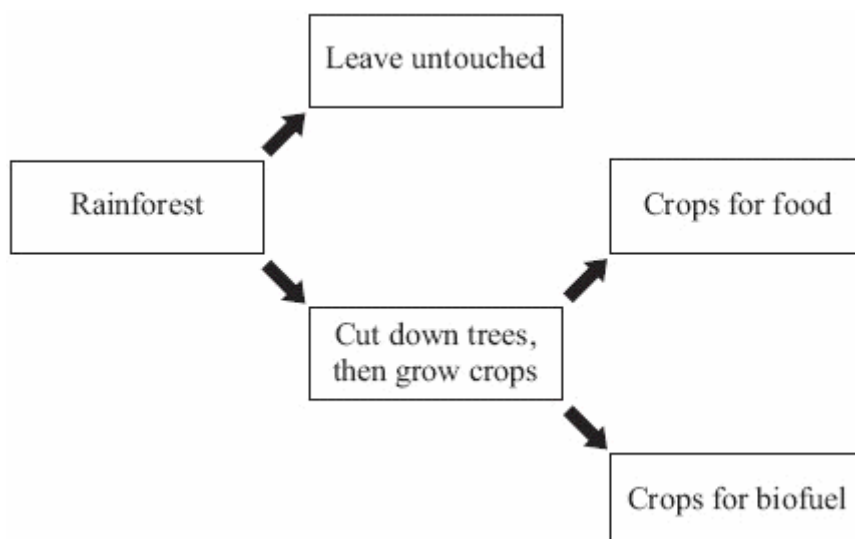 Leave untouched
Rainforest
Crops for food
Cut down trees,
then grow crops
Crops for biofuel